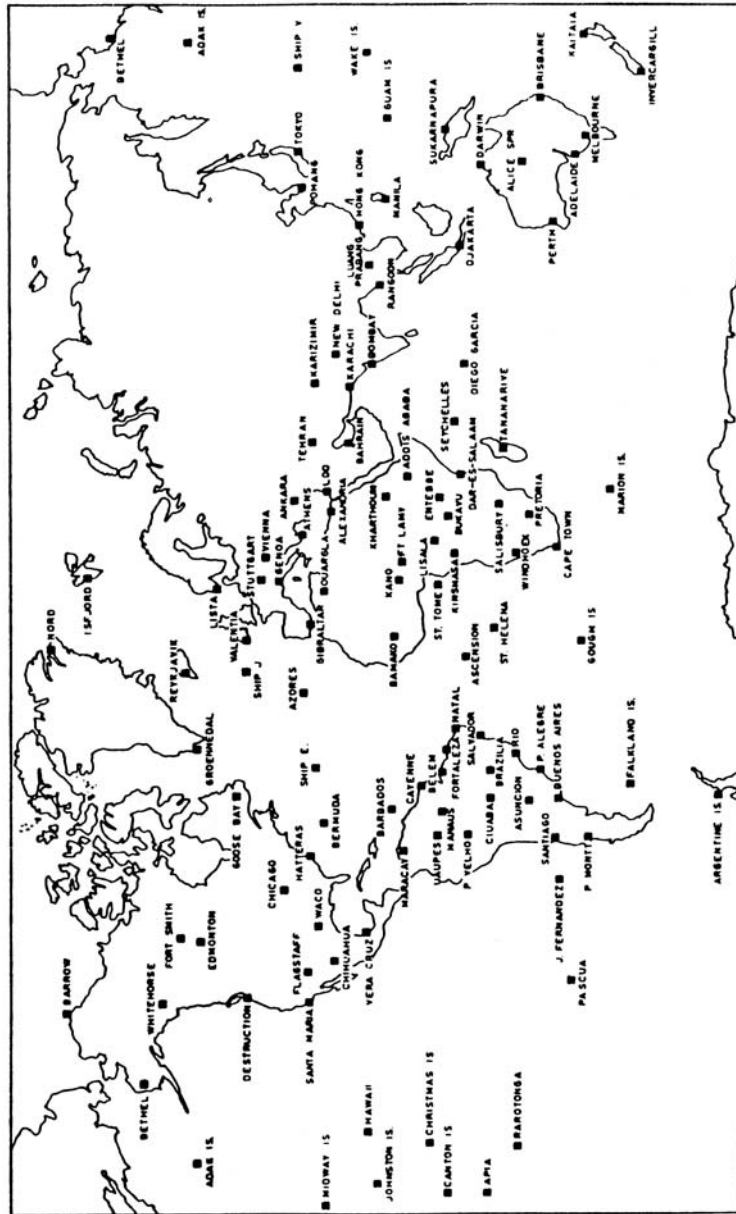 BETHEL
ADAK IS.
BARROW
WHITEHORSE
FORT SMITH
EDMONTON
DESTRUCTION
SANTA MARIA
FLAGSTAFF
CHIHUAHUA
WACO
VERA CRUZ
CHICAGO
HATTERAS
GOOSE BAY
BERMUDA
SHIP E.
GROENNEDAL
MIDWAY IS
JOHNSTON IS.
HAWAII
CHRISTMAS IS
CANTON IS
APIA
RAROTONGA
BARBADOS
MARACAY
CAYENNE
UAUPES
MANAUS
BELEM
FORTALEZA
NATAL
P VELHO
CIUABA
BRAZILIA
SALVADOR
RIO
ASUNCION
P. ALEGRE
BUENOS AIRES
SANTIAGO
P MONTT
J. FERNANDEZ
PASCUA
FALKLAND IS.
ARGENTINE IS.
NORD
ISFJORD
REYKJAVIK
LISTA
VALENTIA
SHIP J
STUTTGART
VIENNA
GENOA
AZORES
GIBRALTAR
ATHENS
ANKARA
OUARGLA
ALEXANDRIA
LOD
TEHRAN
BAHRAIN
KARIZIMIR
KARACHI
NEW DELHI
BOMBAY
BAMAKO
KANO
FT LAMY
KHARTHOUM
ADDIS ABABA
ST. TOME
LISALA
ENTEBBE
BUKAYU
KINSHASA
DAR-ES-SALAAM
SEYCHELLES
DIEGO GARCIA
ASCENSION
ST. HELENA
SALISBURY
TANANARIVE
WINDHOEK
PRETORIA
CAPE TOWN
GOUGH IS
MARION IS.
BETHEL
ADAK IS.
SHIP V
TOKYO
POHANG
WAKE IS.
GUAM IS
HONG KONG
MANILA
LUANG
PRABANG
RANGOON
DJAKARTA
SUKARNAPURA
DARWIN
ALICE SPR
PERTH
ADELAIDE
MELBOURNE
BRISBANE
KAITAIA
INVERCARGILL